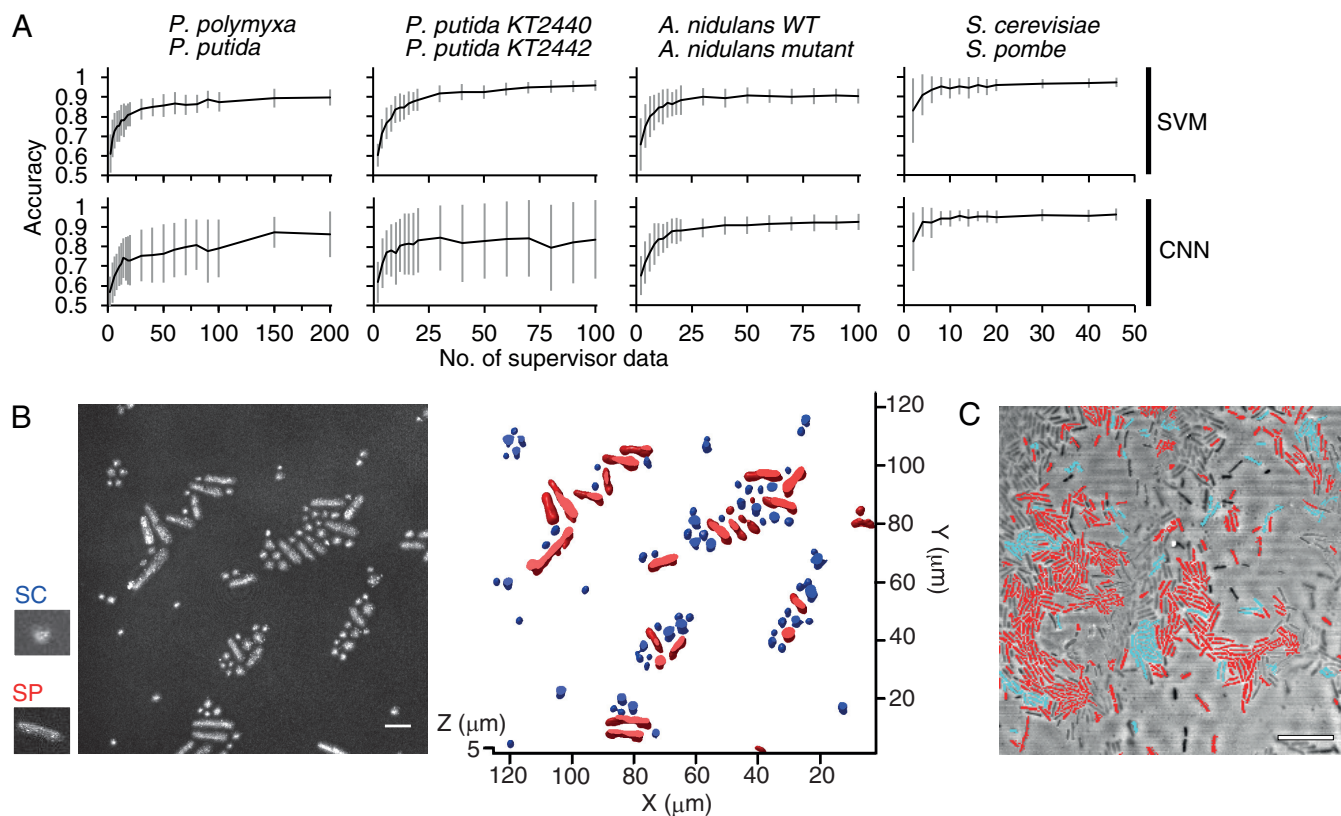 A
P. polymyxa
P. putida
P. putida KT2440
P. putida KT2442
A. nidulans WT
A. nidulans mutant
S. cerevisiae
S. pombe
Accuracy
1
0.9
0.8
0.7
0.6
0.5
SVM
1
0.9
0.8
0.7
0.6
0.5
CNN
0 50 100 150 200
0 25 50 75 100
0 20 40 60 80 100
0 10 20 30 40 50
No. of supervisor data
B
SC
SP
120
100
80
60
40
20
Y (μm)
Z (μm)
5
120 100 80 60 40 20
X (μm)
C